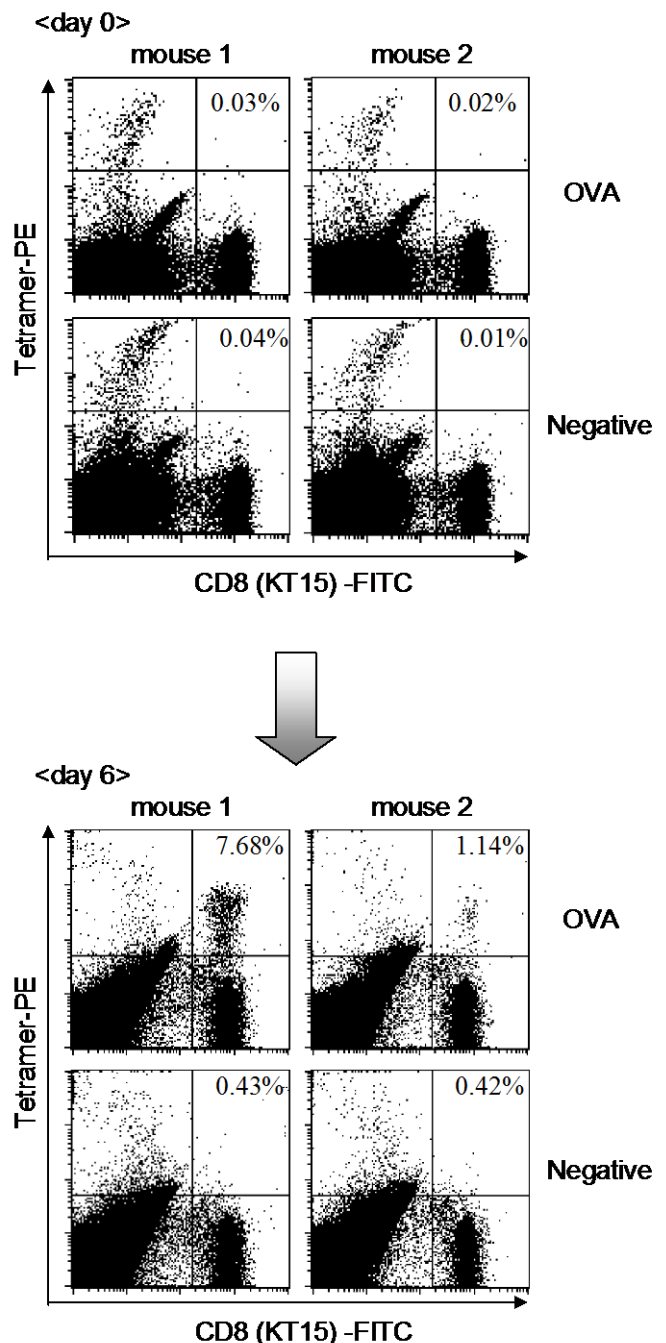 <day 0>
mouse 1 mouse 2
0.03% 0.02%
OVA
0.04% 0.01%
Negative
Tetramer-PE
CD8 (KT15) -FITC
<day 6>
mouse 1 mouse 2
7.68% 1.14%
OVA
0.43% 0.42%
Negative
Tetramer-PE
CD8 (KT15) -FITC